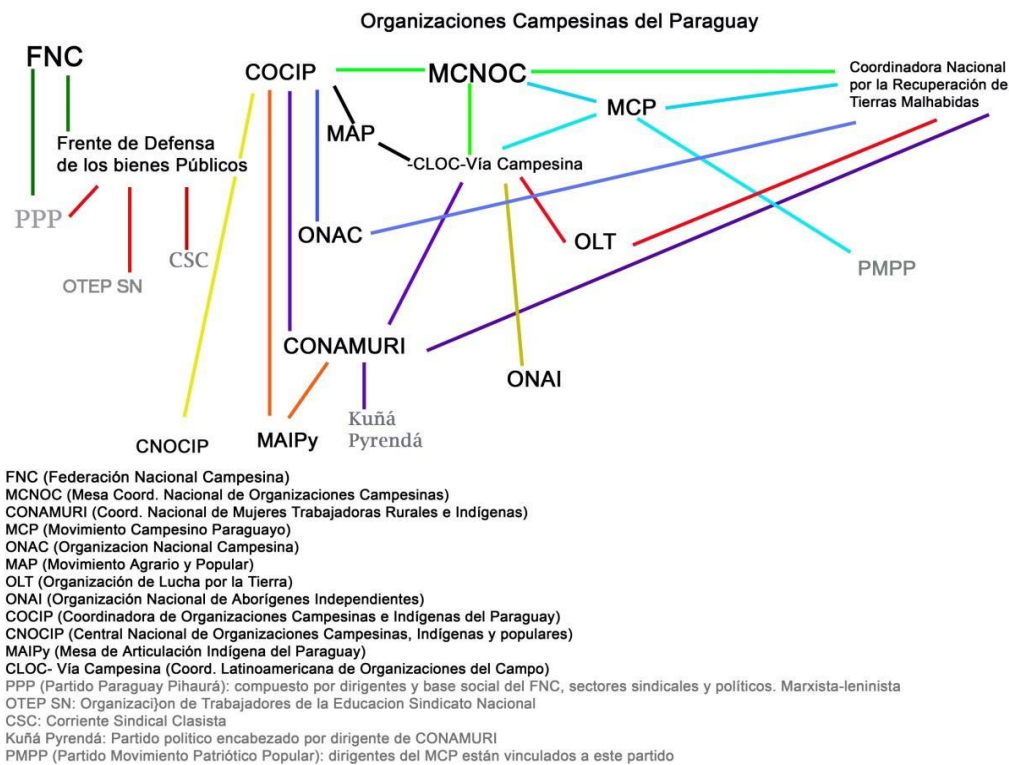 Organizaciones Campesinas del Paraguay
FNC
COCIP
MCNOC
Coordinadora Nacional
por la Recuperación de
Tierras Malhabidas
MCP
MAP
Frente de Defensa
de los bienes Públicos
-CLOC-Vía Campesina
PPP
ONAC
OLT
CSC
PMPP
OTEP SN
CONAMURI
ONAI
Kuñá
Pyrendá
CNOCIP
MAIPy
FNC (Federación Nacional Campesina)
MCNOC (Mesa Coord. Nacional de Organizaciones Campesinas)
CONAMURI (Coord. Nacional de Mujeres Trabajadoras Rurales e Indígenas)
MCP (Movimiento Campesino Paraguayo)
ONAC (Organizacion Nacional Campesina)
MAP (Movimiento Agrario y Popular)
OLT (Organización de Lucha por la Tierra)
ONAI (Organización Nacional de Aborígenes Independientes)
COCIP (Coordinadora de Organizaciones Campesinas e Indígenas del Paraguay)
CNOCIP (Central Nacional de Organizaciones Campesinas, Indígenas y populares)
MAIPy (Mesa de Articulación Indígena del Paraguay)
CLOC- Vía Campesina (Coord. Latinoamericana de Organizaciones del Campo)
PPP (Partido Paraguay Pihaurá): compuesto por dirigentes y base social del FNC, sectores sindicales y políticos. Marxista-leninista
OTEP SN: Organizaci}on de Trabajadores de la Educacion Sindicato Nacional
CSC: Corriente Sindical Clasista
Kuñá Pyrendá: Partido politico encabezado por dirigente de CONAMURI
PMPP (Partido Movimiento Patriótico Popular): dirigentes del MCP están vinculados a este partido